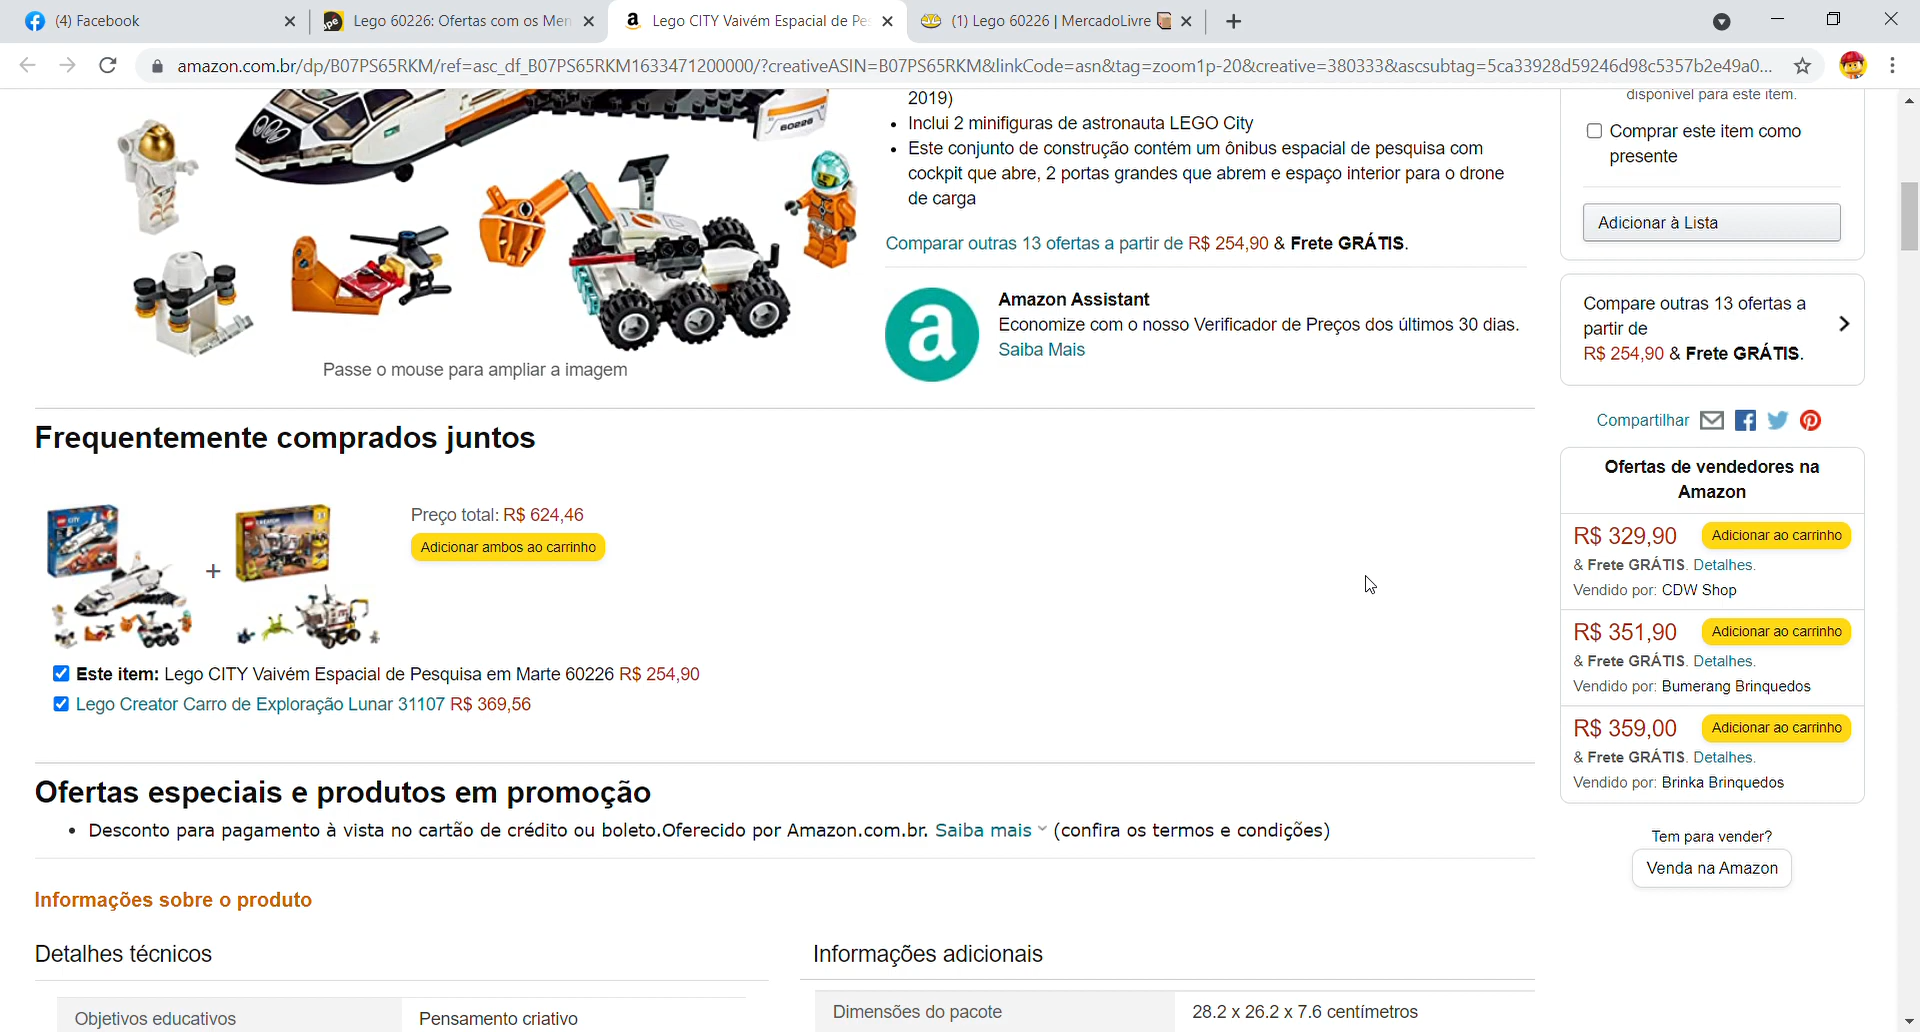 (4) Facebook
Lego 60226: Ofertas com os Men
Lego CITY Vaivém Espacial de Pes
(1) Lego 60226 | MercadoLivre
amazon.com.br/dp/B07PS65RKM/ref=asc_df_B07PS65RKM1633471200000/?creativeASIN=B07PS65RKM&linkCode=asn&tag=zoom1p-20&creative=380333&ascsubtag=5ca33928d59246d98c5357b2e49a0...
60226
Passe o mouse para ampliar a imagem
2019)
• Inclui 2 minifiguras de astronauta LEGO City
• Este conjunto de construção contém um ônibus espacial de pesquisa com
cockpit que abre, 2 portas grandes que abrem e espaço interior para o drone
de carga
Comparar outras 13 ofertas a partir de R$ 254,90 & Frete GRÁTIS.
Amazon Assistant
Economize com o nosso Verificador de Preços dos últimos 30 dias.
Saiba Mais
disponível para este item.
Comprar este item como
presente
Adicionar à Lista
Compare outras 13 ofertas a
partir de
R$ 254,90 & Frete GRÁTIS.
Compartilhar
Ofertas de vendedores na
Amazon
R$ 329,90 Adicionar ao carrinho
& Frete GRÁTIS. Detalhes.
Vendido por: CDW Shop
R$ 351,90 Adicionar ao carrinho
& Frete GRÁTIS. Detalhes.
Vendido por: Bumerang Brinquedos
R$ 359,00 Adicionar ao carrinho
& Frete GRÁTIS. Detalhes.
Vendido por: Brinka Brinquedos
Tem para vender?
Venda na Amazon
Frequentemente comprados juntos
Preço total: R$ 624,46
Adicionar ambos ao carrinho
+
Este item: Lego CITY Vaivém Espacial de Pesquisa em Marte 60226 R$ 254,90
Lego Creator Carro de Exploração Lunar 31107 R$ 369,56
Ofertas especiais e produtos em promoção
• Desconto para pagamento à vista no cartão de crédito ou boleto.Oferecido por Amazon.com.br. Saiba mais (confira os termos e condições)
Informações sobre o produto
Detalhes técnicos
Objetivos educativos Pensamento criativo
Informações adicionais
Dimensões do pacote 28.2 x 26.2 x 7.6 centímetros